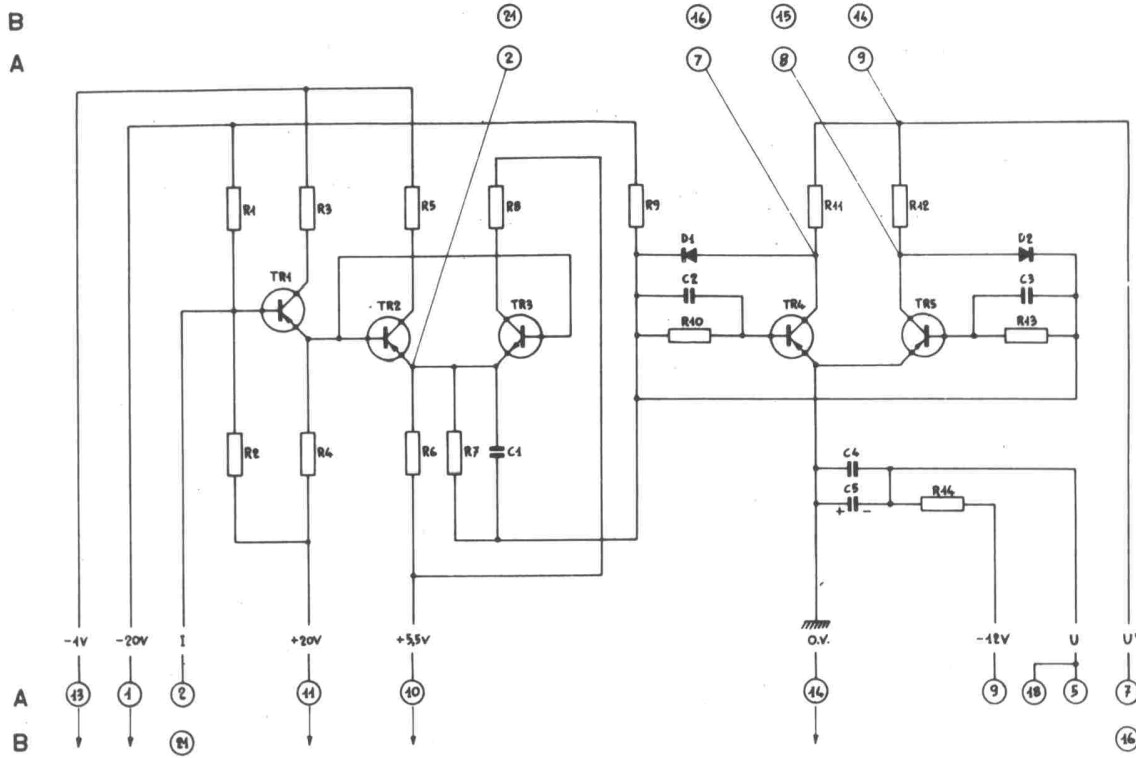 B 21 16 15 14
A 2 7 8 9
R1 R3 R5 R8 R9 R11 R12
D1 D2
C2 C3
TR1 TR2 TR3 TR4 TR5
R10 R13
R2 R4 R6 R7 C1
C4
C5 R14
+ -
-1V -20V I +20V +5,5V O.V. -12V U U'
A 13 1 2 11 10 14 9 18 5 7
B 21 16